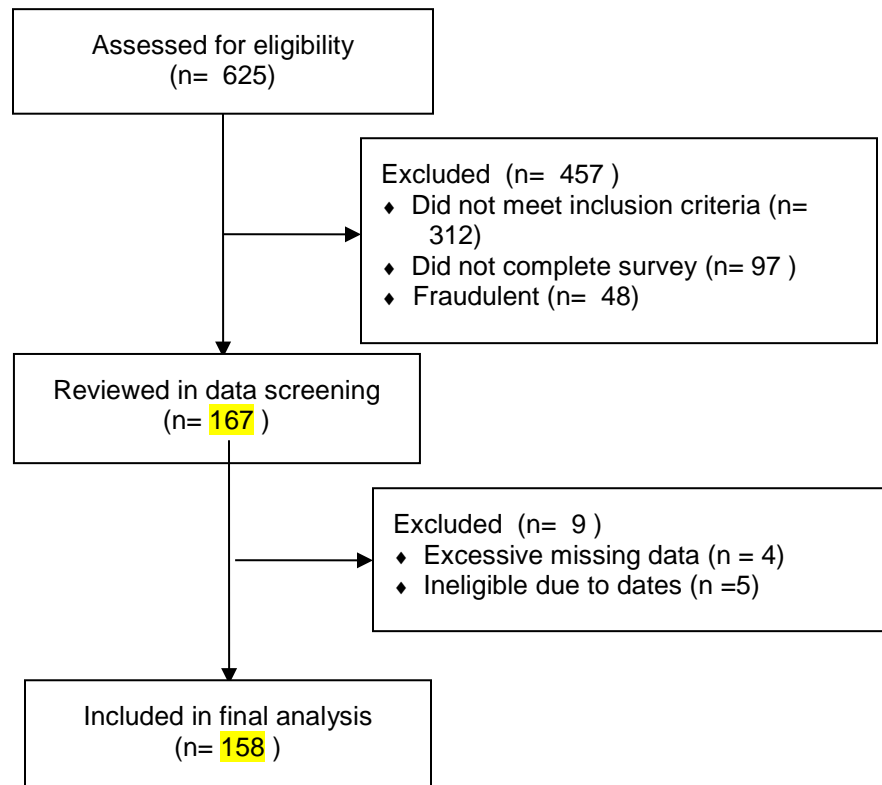 Assessed for eligibility
(n=  625)
Excluded  (n=  457 )
♦ Did not meet inclusion criteria (n=
312)
♦ Did not complete survey (n= 97 )
♦ Fraudulent (n=  48)
Reviewed in data screening
(n= 167 )
Excluded  (n=  9 )
♦ Excessive missing data (n = 4)
♦ Ineligible due to dates (n =5)
Included in final analysis
(n= 158 )